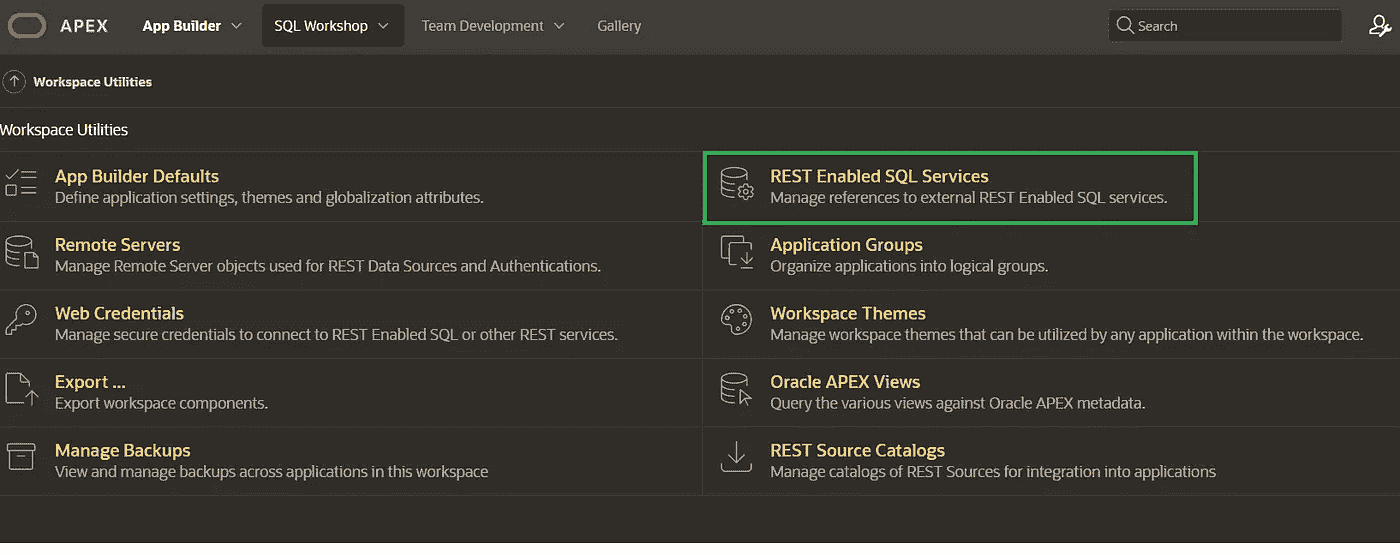 APEX App Builder SQL Workshop Team Development Gallery Search
Workspace Utilities
Workspace Utilities
App Builder Defaults
Define application settings, themes and globalization attributes.
REST Enabled SQL Services
Manage references to external REST Enabled SQL services.
Remote Servers
Manage Remote Server objects used for REST Data Sources and Authentications.
Application Groups
Organize applications into logical groups.
Web Credentials
Manage secure credentials to connect to REST Enabled SQL or other REST services.
Workspace Themes
Manage workspace themes that can be utilized by any application within the workspace.
Export ...
Export workspace components.
Oracle APEX Views
Query the various views against Oracle APEX metadata.
Manage Backups
View and manage backups across applications in this workspace
REST Source Catalogs
Manage catalogs of REST Sources for integration into applications